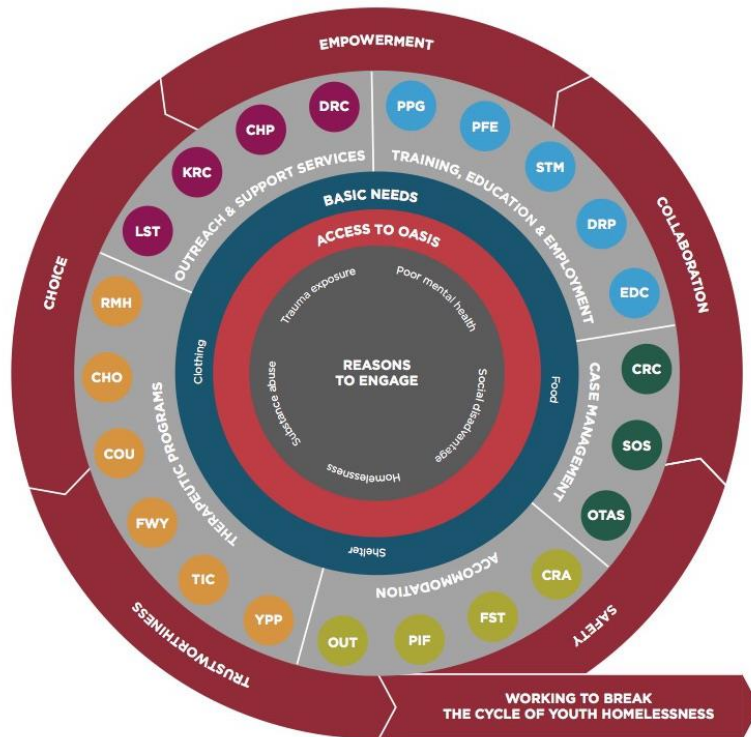 EMPOWERMENT
COLLABORATION
SAFETY
TRUSTWORTHINESS
CHOICE
OUTREACH & SUPPORT SERVICES
LST
KRC
CHP
DRC
TRAINING, EDUCATION & EMPLOYMENT
PPG
PFE
STM
DRP
EDC
CASE MANAGEMENT
CRC
SOS
OTAS
ACCOMMODATION
CRA
FST
PIF
OUT
THERAPEUTIC PROGRAMS
YPP
TIC
FWY
COU
CHO
RMH
BASIC NEEDS
Food
Shelter
Clothing
ACCESS TO OASIS
Trauma exposure
Poor mental health
Social disadvantage
Homelessness
Substance abuse
REASONS
TO ENGAGE
WORKING TO BREAK
THE CYCLE OF YOUTH HOMELESSNESS